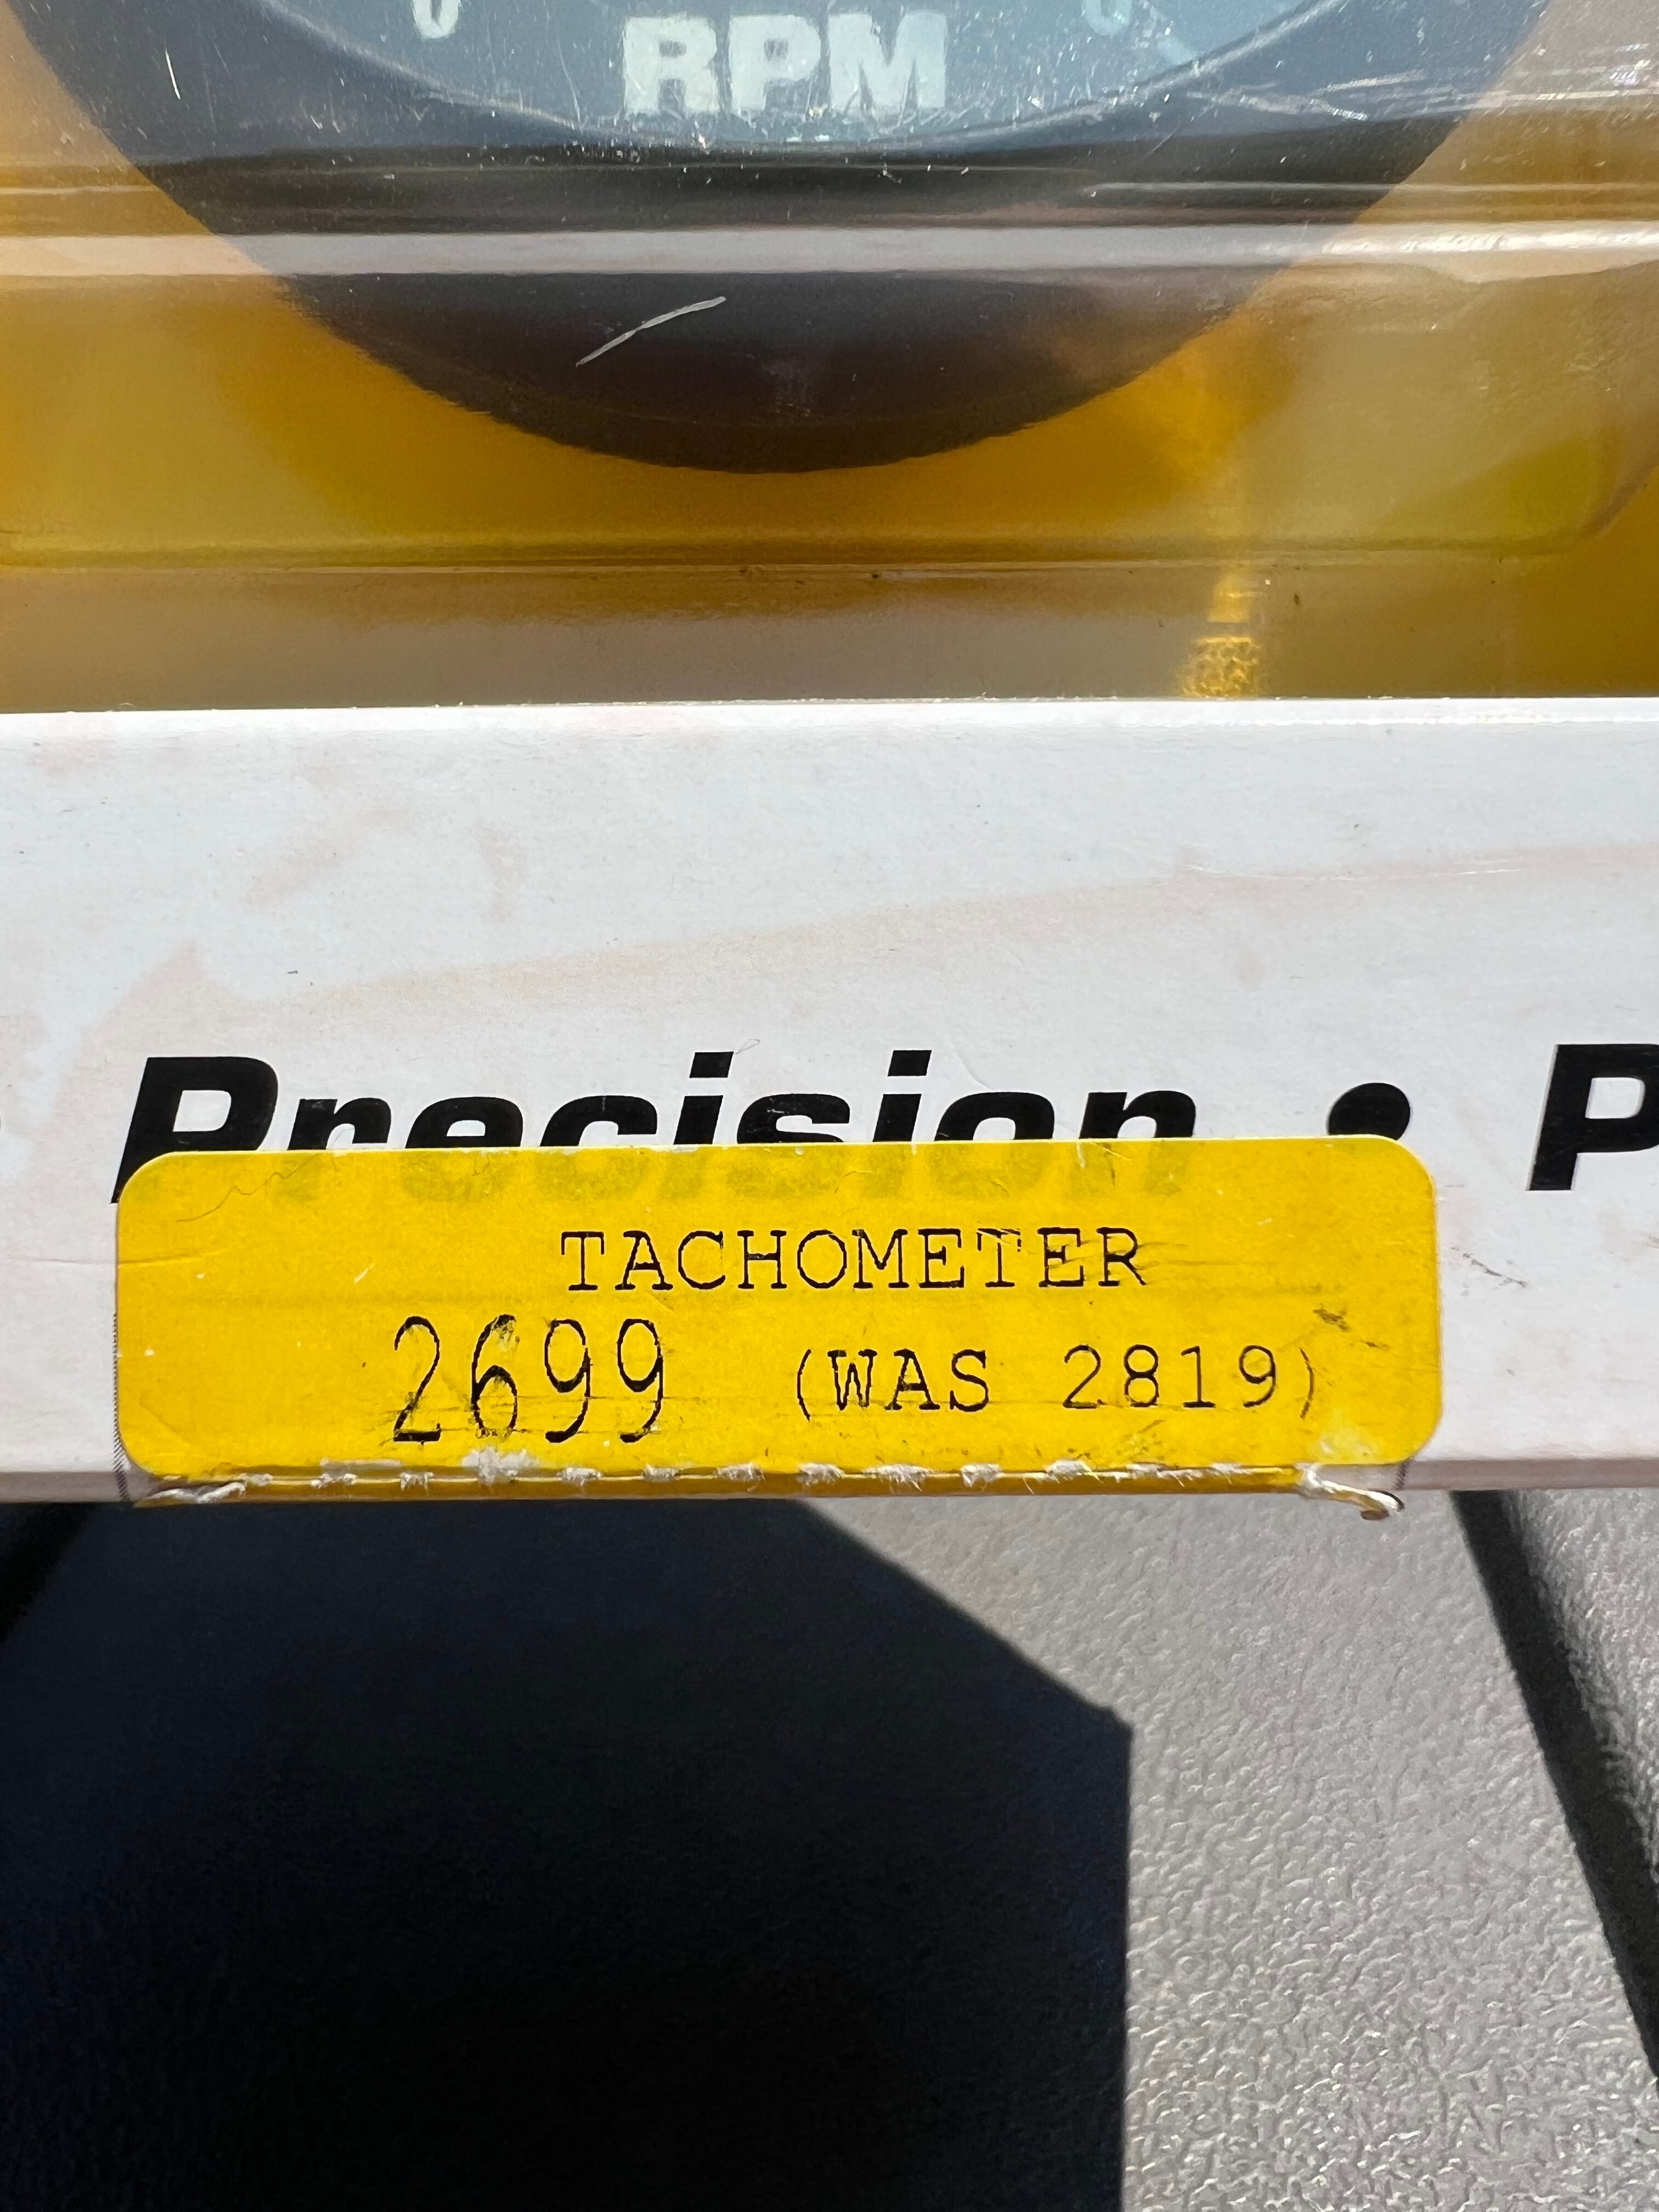 RPM
Precision • P
TACHOMETER
2699 (WAS 2819)